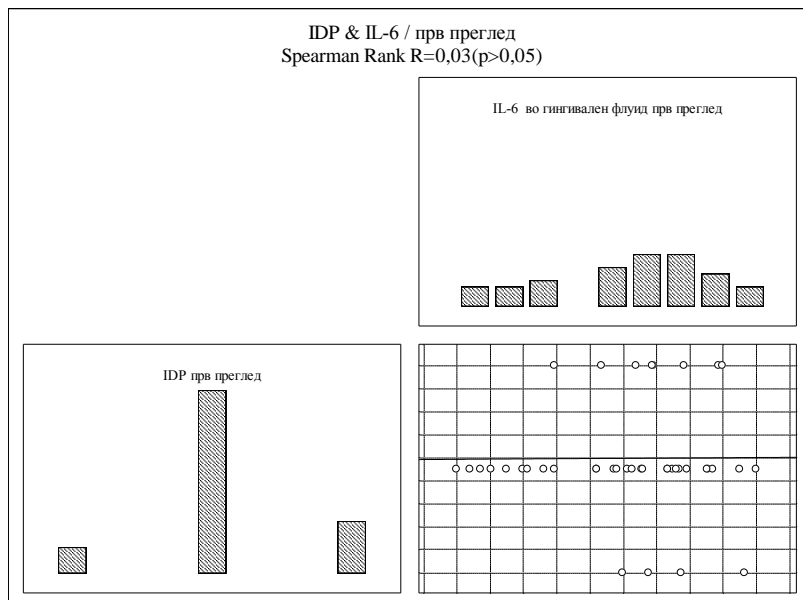 IDP & IL-6 / прв преглед
Spearman Rank R=0,03(p>0,05)
IL-6 во гингивален флуид прв преглед
IDP прв преглед